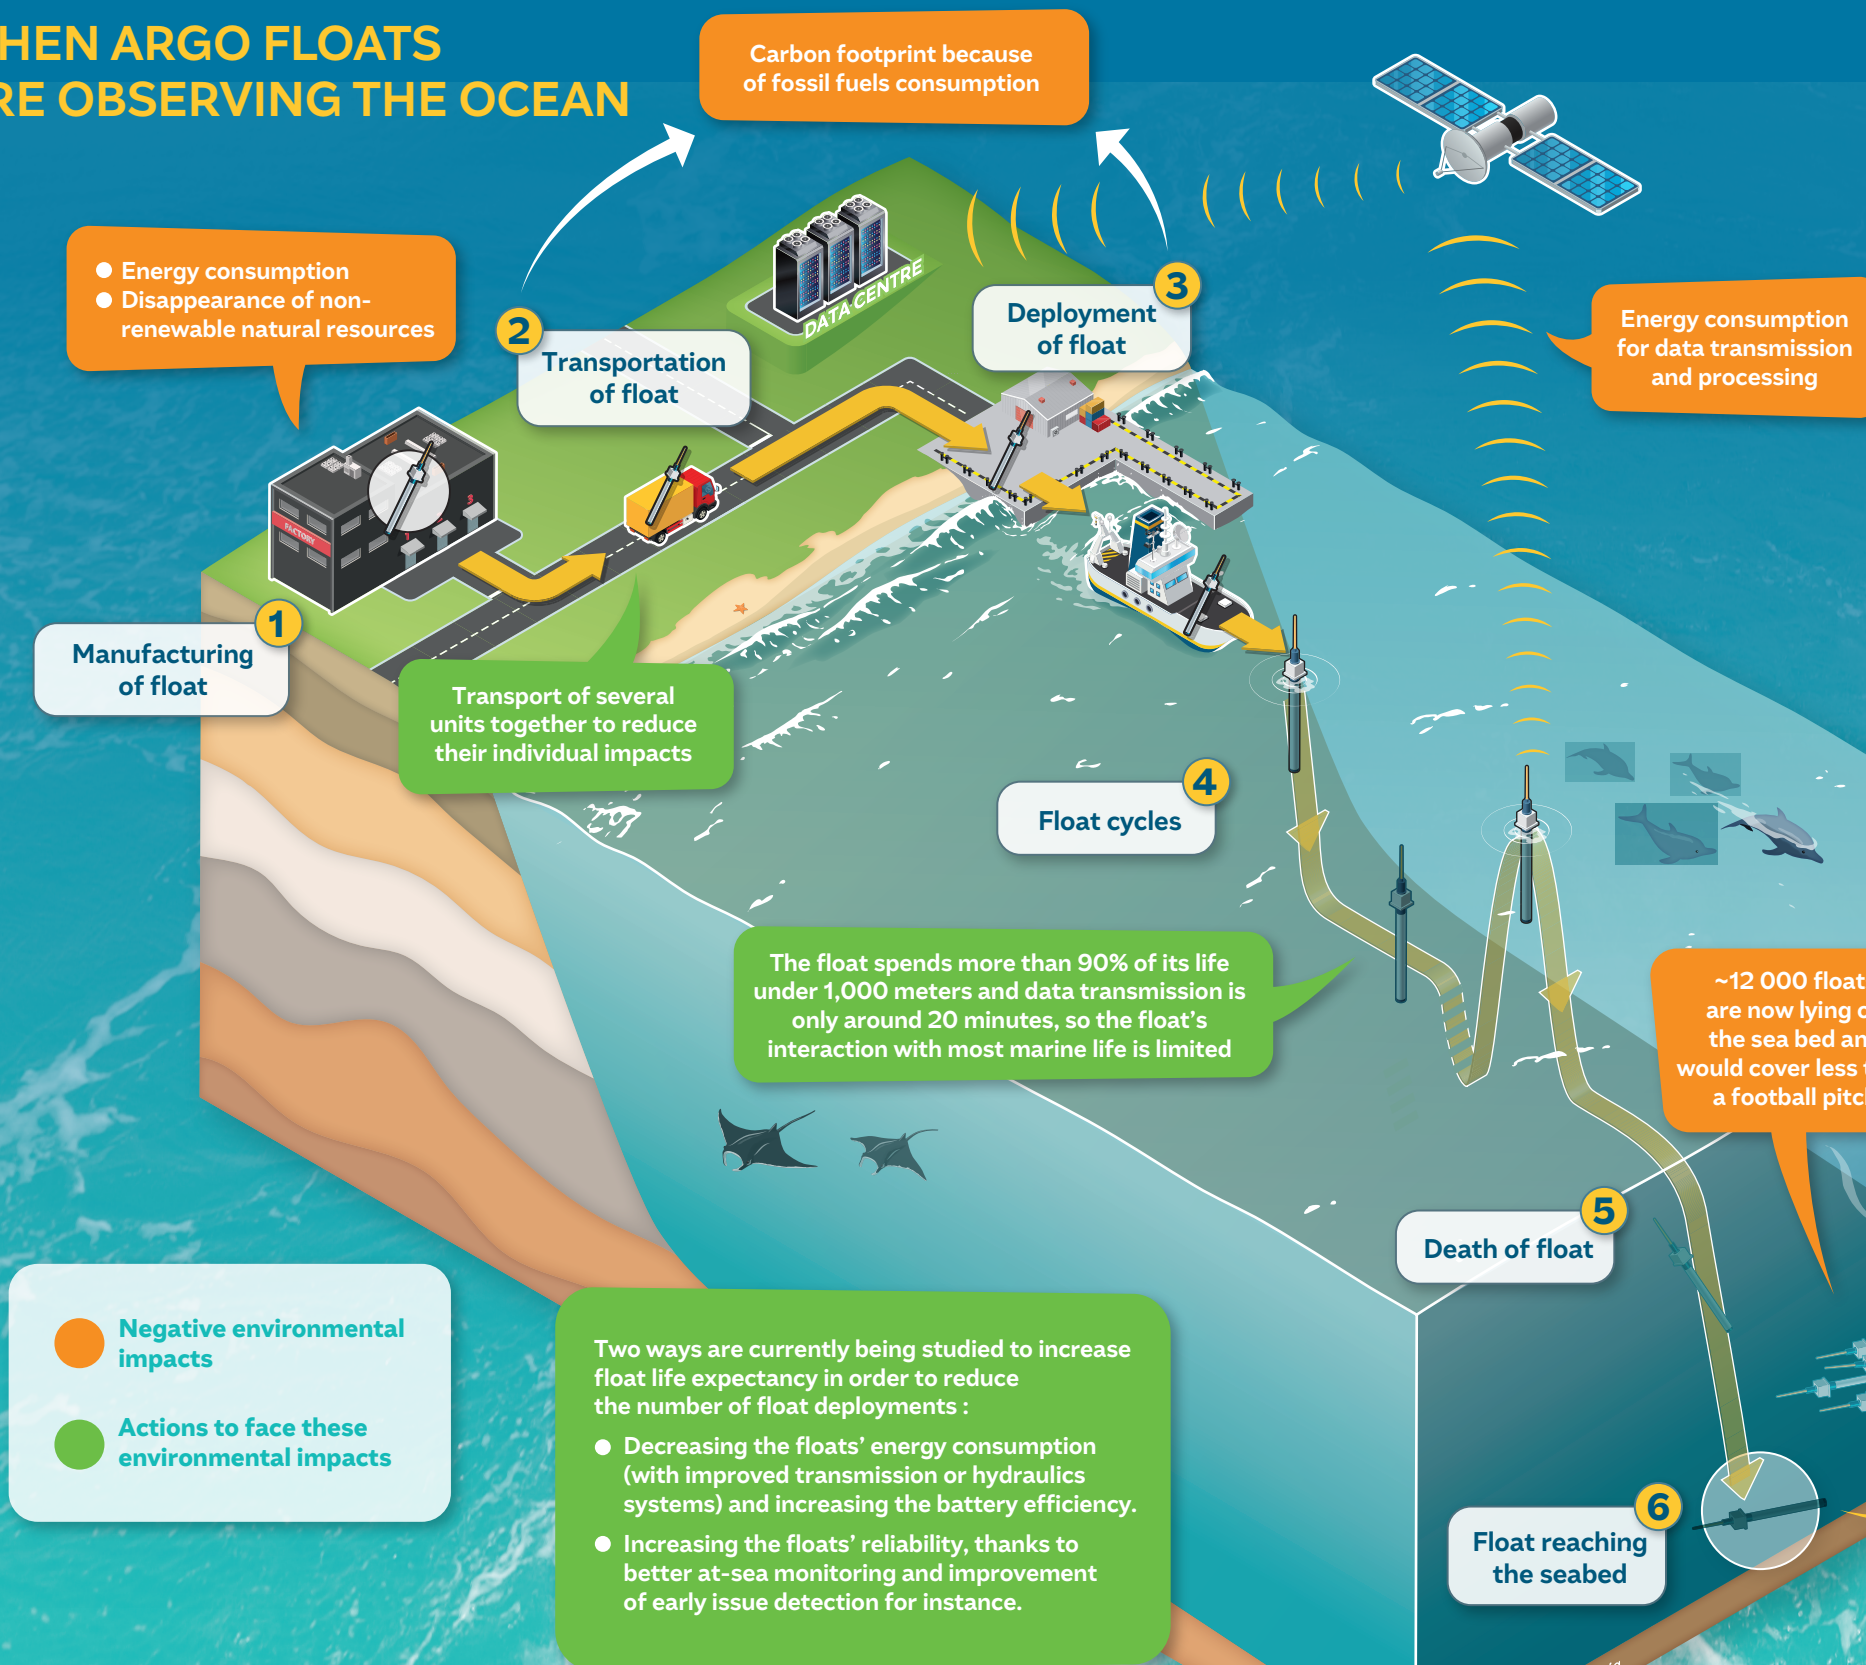 HEN ARGO FLOATS
RE OBSERVING THE OCEAN
Carbon footprint because
of fossil fuels consumption
Energy consumption
Disappearance of non-
renewable natural resources
2
Transportation
of float
DATA CENTRE
3
Deployment
of float
Energy consumption
for data transmission
and processing
FACTORY
1
Manufacturing
of float
Transport of several
units together to reduce
their individual impacts
4
Float cycles
The float spends more than 90% of its life
under 1,000 meters and data transmission is
only around 20 minutes, so the float's
interaction with most marine life is limited
~12 000 float
are now lying
the sea bed an
would cover less
a football pitc
5
Death of float
Negative environmental
impacts
Actions to face these
environmental impacts
Two ways are currently being studied to increase
float life expectancy in order to reduce
the number of float deployments :
Decreasing the floats' energy consumption
(with improved transmission or hydraulics
systems) and increasing the battery efficiency.
Increasing the floats' reliability, thanks to
better at-sea monitoring and improvement
of early issue detection for instance.
6
Float reaching
the seabed